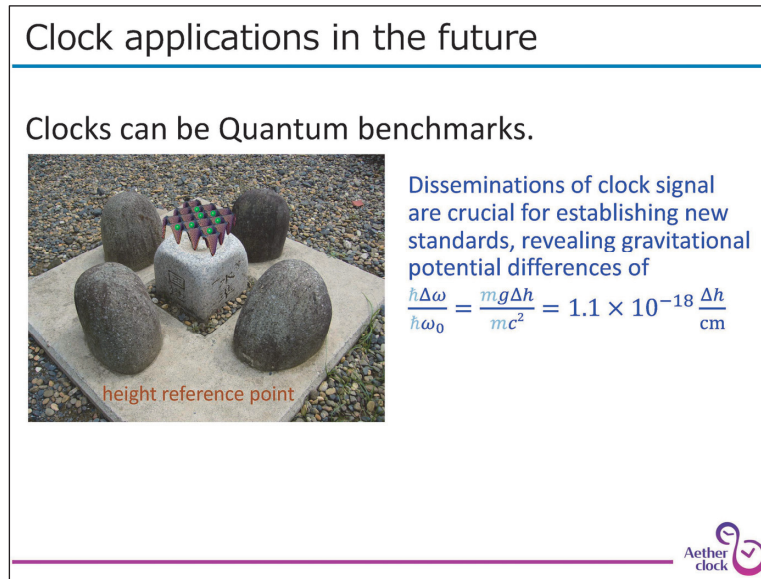 Clock applications in the future
Clocks can be Quantum benchmarks.
Disseminations of clock signal
are crucial for establishing new
standards, revealing gravitational
potential differences of
ħΔω/ħω₀ = mgΔh/mc² = 1.1 × 10⁻¹⁸ Δh/cm
height reference point
Aether
clock